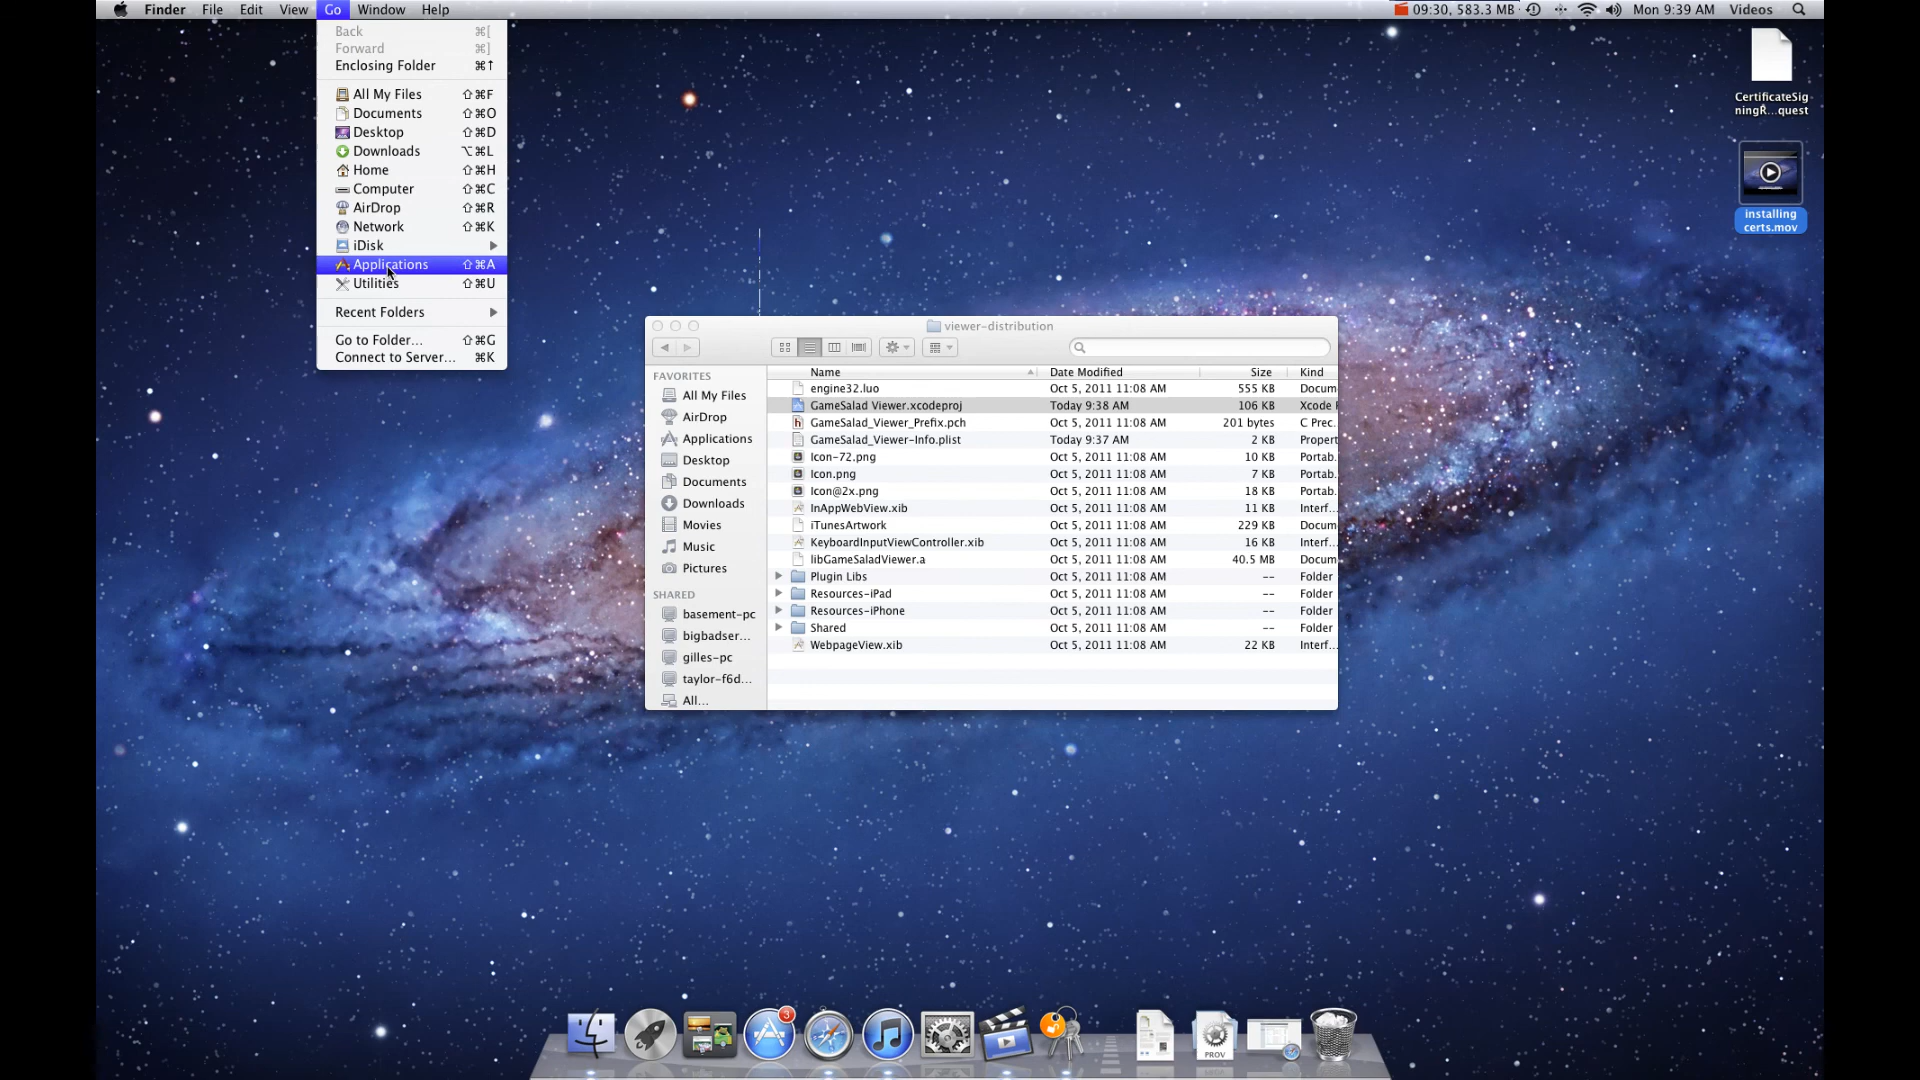 Finder File Edit View Go Window Help 09:30, 583.3 MB Mon 9:39 AM Videos
Back ⌘[
Forward ⌘]
Enclosing Folder ⌘↑
All My Files ⇧⌘F
Documents ⇧⌘O
Desktop ⇧⌘D
Downloads ⌥⌘L
Home ⇧⌘H
Computer ⇧⌘C
AirDrop ⇧⌘R
Network ⇧⌘K
iDisk
Applications ⇧⌘A
Utilities ⇧⌘U
Recent Folders
Go to Folder... ⇧⌘G
Connect to Server... ⌘K
CertificateSig
ningR...quest
installing
certs.mov
viewer-distribution
FAVORITES
All My Files
AirDrop
Applications
Desktop
Documents
Downloads
Movies
Music
Pictures
SHARED
basement-pc
bigbadser...
gilles-pc
taylor-f6d...
All...
Name Date Modified Size Kind
engine32.luo Oct 5, 2011 11:08 AM 555 KB Docum
GameSalad Viewer.xcodeproj Today 9:38 AM 106 KB Xcode
GameSalad_Viewer_Prefix.pch Oct 5, 2011 11:08 AM 201 bytes C Prec.
GameSalad_Viewer-Info.plist Today 9:37 AM 2 KB Propert
Icon-72.png Oct 5, 2011 11:08 AM 10 KB Portab.
Icon.png Oct 5, 2011 11:08 AM 7 KB Portab.
Icon@2x.png Oct 5, 2011 11:08 AM 18 KB Portab.
InAppWebView.xib Oct 5, 2011 11:08 AM 11 KB Interf...
iTunesArtwork Oct 5, 2011 11:08 AM 229 KB Docum
KeyboardInputViewController.xib Oct 5, 2011 11:08 AM 16 KB Interf...
libGameSaladViewer.a Oct 5, 2011 11:08 AM 40.5 MB Docum
Plugin Libs Oct 5, 2011 11:08 AM -- Folder
Resources-iPad Oct 5, 2011 11:08 AM -- Folder
Resources-iPhone Oct 5, 2011 11:08 AM -- Folder
Shared Oct 5, 2011 11:08 AM -- Folder
WebpageView.xib Oct 5, 2011 11:08 AM 22 KB Interf...
3
PROV